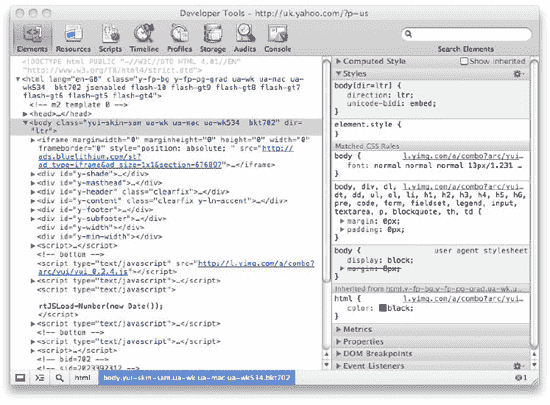 Developer Tools – http://uk.yahoo.com/?p=us
Elements Resources Scripts Timeline Profiles Storage Audits Console Search Elements
<!DOCTYPE html PUBLIC "-//W3C//DTD HTML 4.01//EN"
"http://www.w3.org/TR/html4/strict.dtd">
<html lang="en-GB" class="y-fp-bg y-fp-pg-grad ua-wk ua-mac ua-
wk534 bkt702 jsenabled flash-10 flash-gt9 flash-gt8 flash-gt7
flash-gt6 flash-gt5 flash-gt4">
<!-- m2 template 0 -->
▶<head>…</head>
▼<body class="yui-skin-sam ua-wk ua-mac ua-wk534 bkt702" dir=
"ltr">
▶<iframe marginwidth="0" marginheight="0" height="0" width="0"
frameborder="0" style="position: absolute; " src="http://
ads.bluelithium.com/st?
ad_type=iframe&ad_size=1x1&section=676807">…</iframe>
▶<div id="y-shade">…</div>
▶<div id="y-masthead">…</div>
▶<div id="y-header" class="clearfix">…</div>
▶<div id="y-content" class="clearfix y-ln-accent">…</div>
▶<div id="y-footer">…</div>
▶<div id="y-subfooter">…</div>
<div id="y-width"></div>
<div id="y-min-width"></div>
▶<script>…</script>
<!-- bottom -->
<script type="text/javascript" src="http://l.yimg.com/a/combo?
arc/yui/yui_0.2.4.js"></script>
▶<script type="text/javascript">…</script>
<script type="text/javascript">
rtJSLoad=Number(new Date());
</script>
<!-- bottom -->
▶<script type="text/javascript">…</script>
<!-- bid=702 -->
▶ Computed Style Show inherited
▼ Styles
body[dir=ltr] {
direction: ltr;
unicode-bidi: embed;
}
element.style {
}
Matched CSS Rules
body { l.yimg.com/a/combo?arc/yui…
▶ font: normal normal normal 13px/1.231 …
}
body, div, dl, l.yimg.com/a/combo?arc/yui…
dt, dd, ul, ol, li, h1, h2, h3, h4, h5, h6,
pre, code, form, fieldset, legend, input,
textarea, p, blockquote, th, td {
▶ margin: 0px;
▶ padding: 0px;
}
body { user agent stylesheet
display: block;
▶ margin: 8px;
}
Inherited from html.y-fp-bg.y-fp-pg-grad.ua-wk.u…
html { l.yimg.com/a/combo?arc/yui…
color: black;
}
▶ Metrics
▶ Properties
▶ DOM Breakpoints
▶ Event Listeners
html body.yui-skin-sam.ua-wk.ua-mac.ua-wk534.bkt702 1